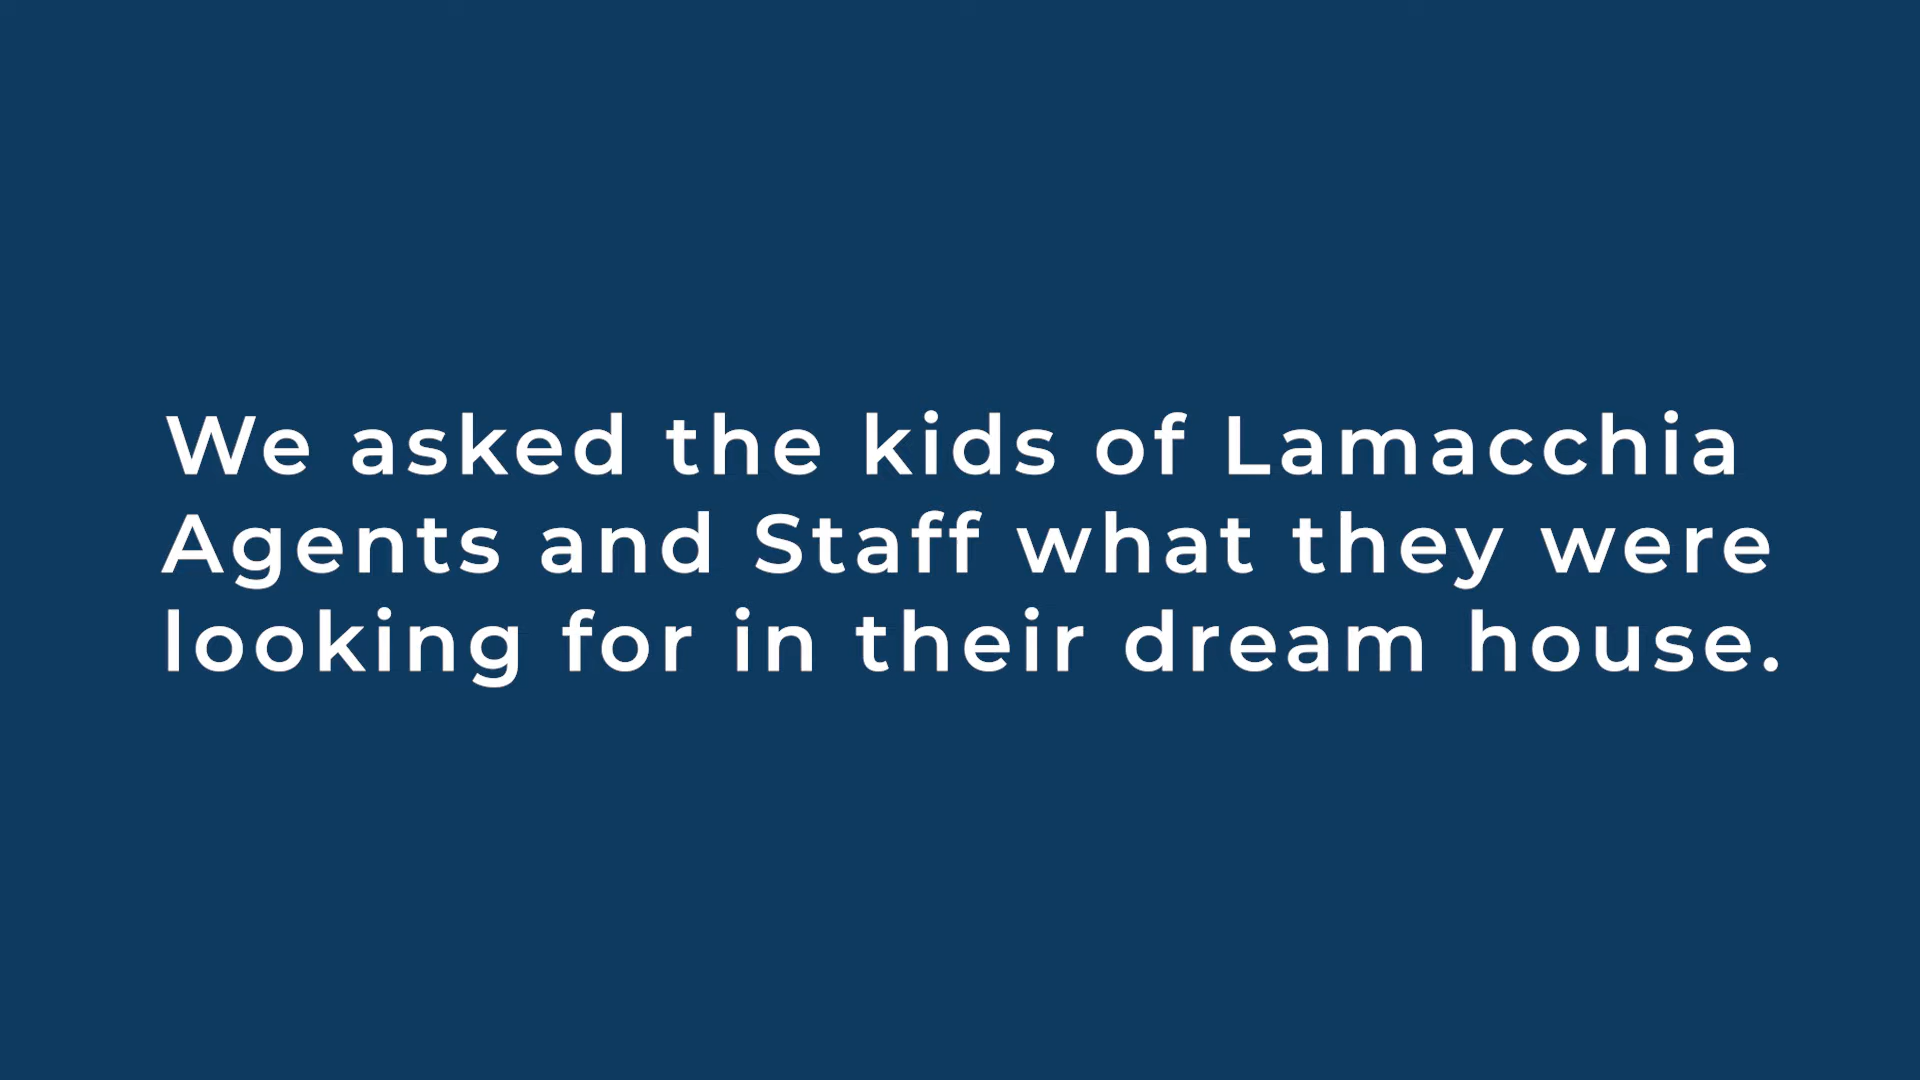 We asked the kids of Lamacchia
Agents and Staff what they were
looking for in their dream house.